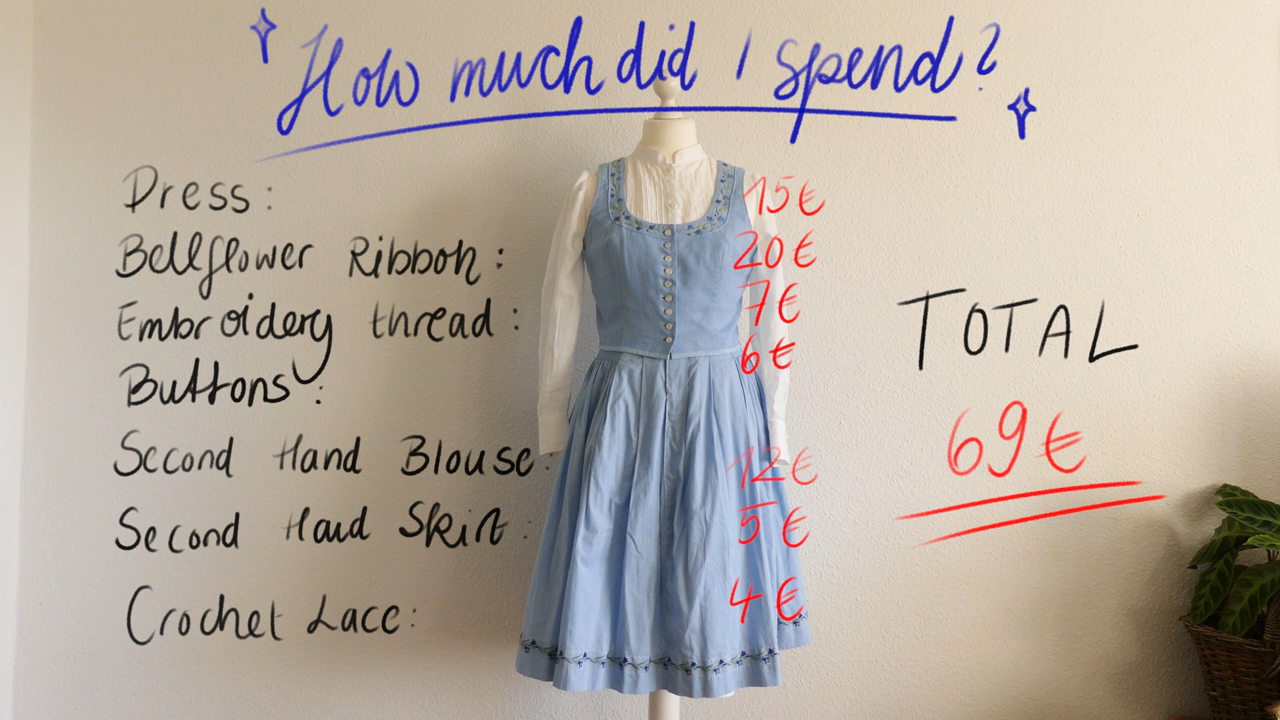 How much did I spend?
Dress: 15€
Bellflower Ribbon: 20€
Embroidery thread: 7€
Buttons: 6€
Second Hand Blouse: 12€
Second Hand Skirt: 5€
Crochet Lace: 4€
TOTAL
69€